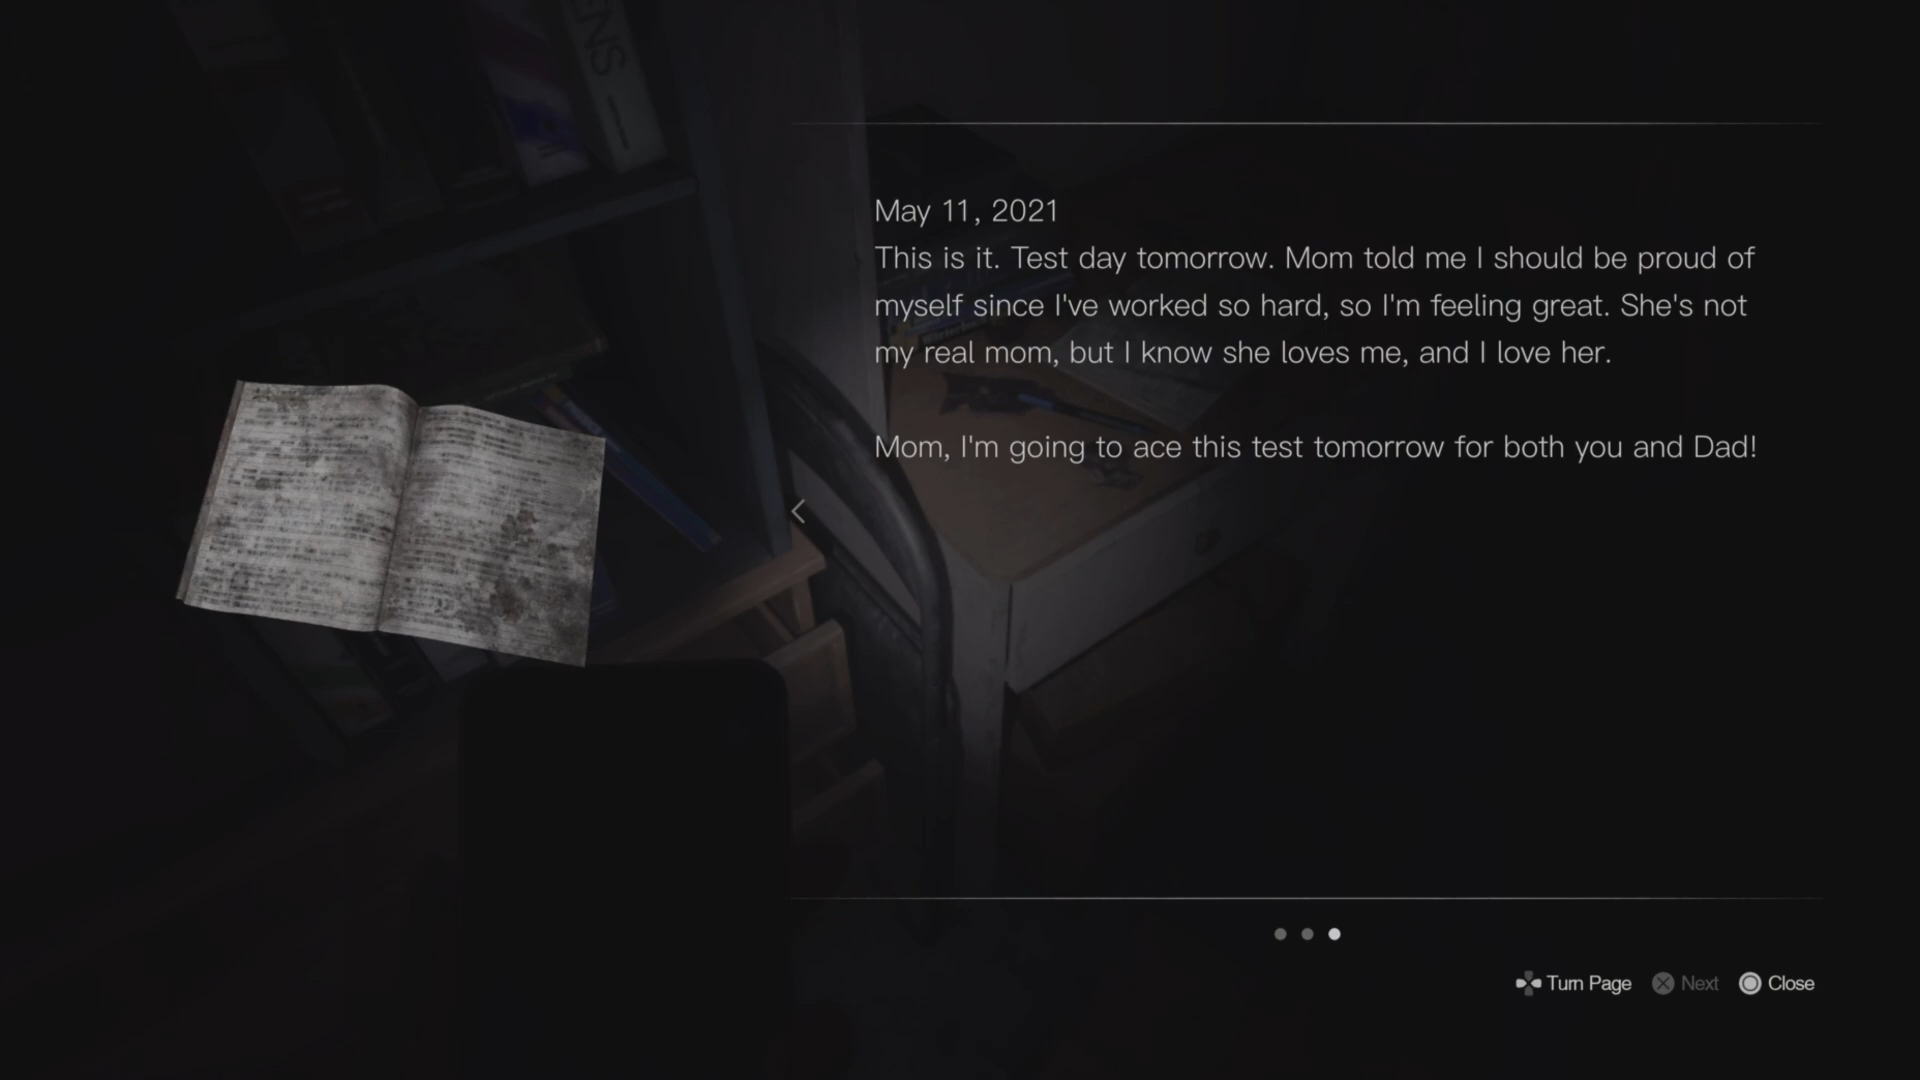 ENS
May 11, 2021
This is it. Test day tomorrow. Mom told me I should be proud of
myself since I've worked so hard, so I'm feeling great. She's not
my real mom, but I know she loves me, and I love her.
Mom, I'm going to ace this test tomorrow for both you and Dad!
Turn Page Next Close